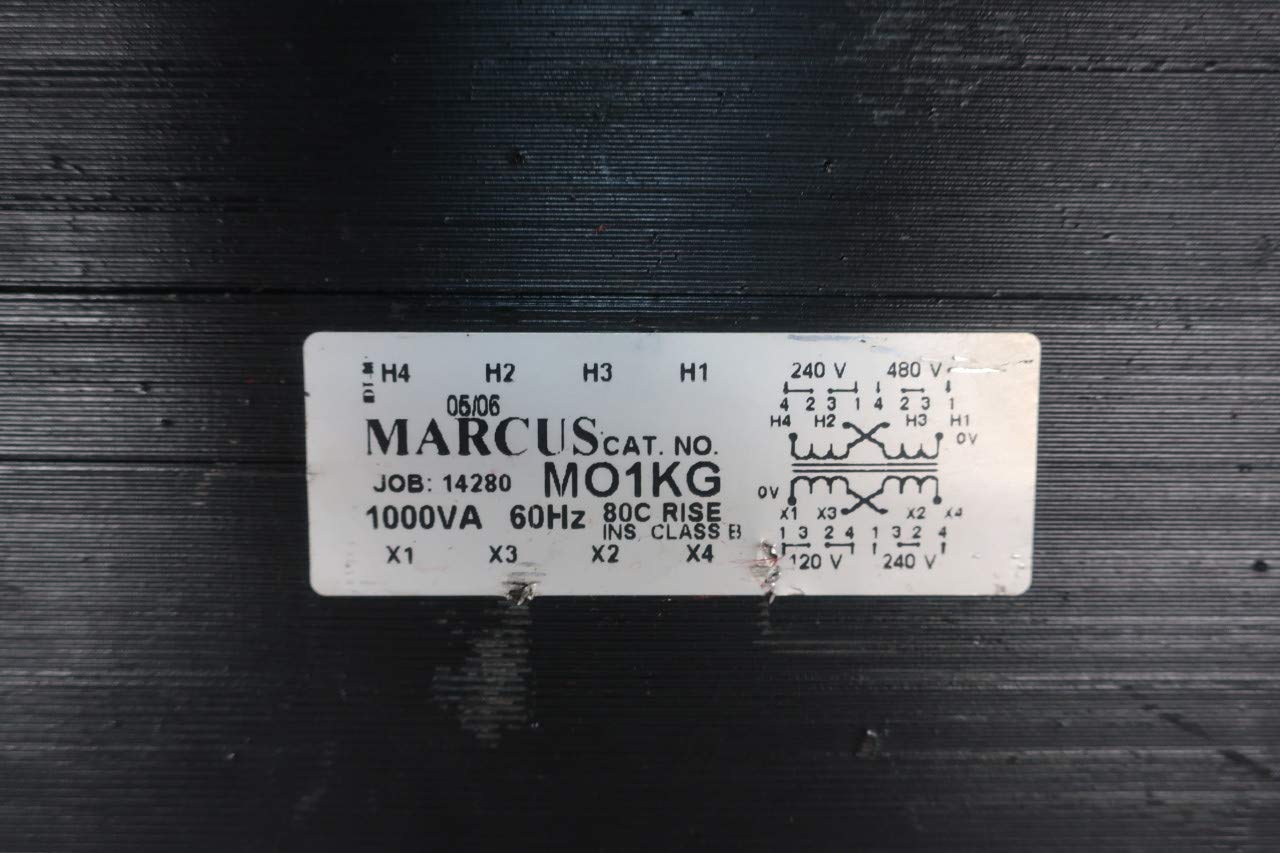 H4 H2 H3 H1
05/06
MARCUS CAT. NO.
JOB: 14280 MO1KG
1000VA 60Hz 80C RISE
INS CLASS B
X1 X3 X2 X4
240 V 480 V
4 2 3 1 4 2 3 1
H4 H2 H3 H1
0V
0V
X1 X3 X2 X4
1 3 2 4 1 3 2 4
120 V 240 V